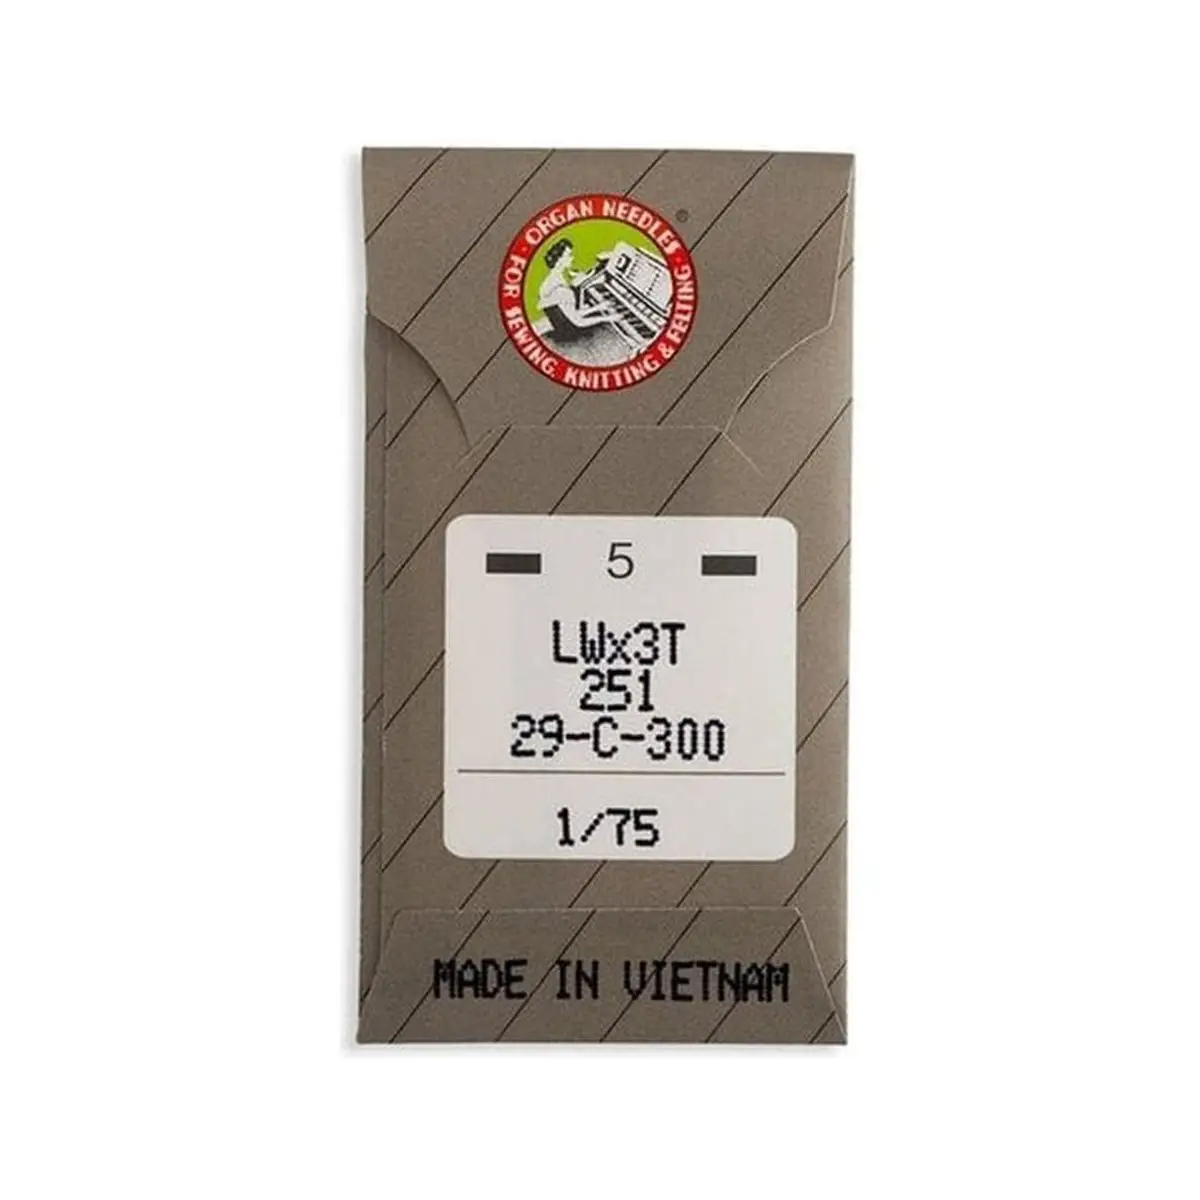 ORGAN NEEDLES ®
· FOR SEWING, KNITTING & FELTING ·
5
LWx3T
251
29-C-300
1/75
MADE IN VIETNAM